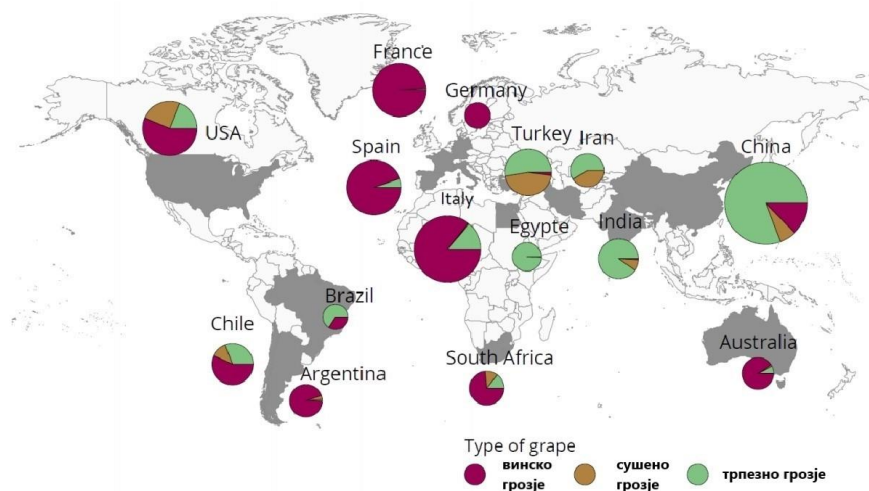 France
Germany
USA
Turkey
Iran
China
Spain
Italy
Egypte
India
Brazil
Chile
Argentina
South Africa
Australia
Type of grape
винско
грозје
сушено
грозје
трпезно грозје